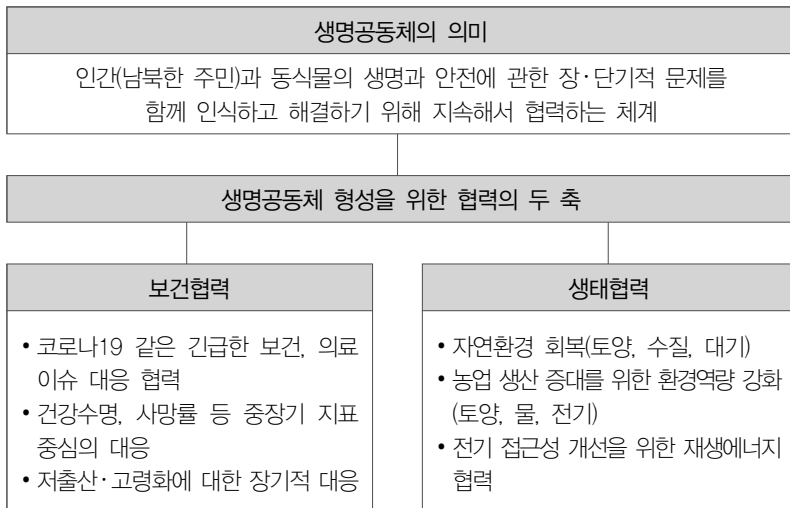 생명공동체의 의미
인간(남북한 주민)과 동식물의 생명과 안전에 관한 장·단기적 문제를
함께 인식하고 해결하기 위해 지속해서 협력하는 체계
생명공동체 형성을 위한 협력의 두 축
보건협력
• 코로나19 같은 긴급한 보건, 의료
이슈 대응 협력
• 건강수명, 사망률 등 중장기 지표
중심의 대응
• 저출산·고령화에 대한 장기적 대응
생태협력
• 자연환경 회복(토양, 수질, 대기)
• 농업 생산 증대를 위한 환경역량 강화
(토양, 물, 전기)
• 전기 접근성 개선을 위한 재생에너지
협력